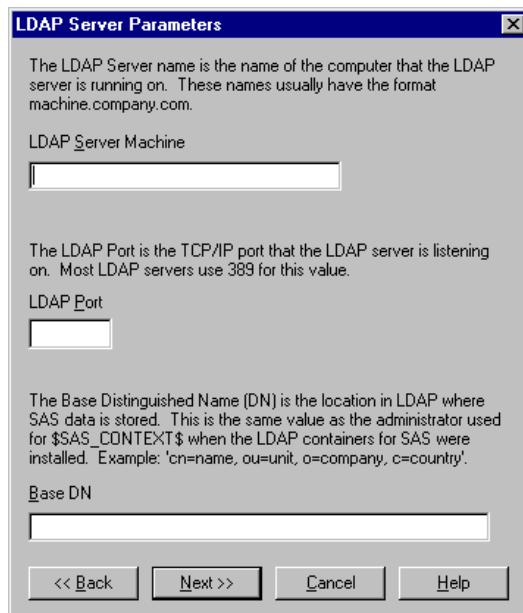 LDAP Server Parameters
The LDAP Server name is the name of the computer that the LDAP
server is running on.  These names usually have the format
machine.company.com.
LDAP Server Machine
The LDAP Port is the TCP/IP port that the LDAP server is listening
on.  Most LDAP servers use 389 for this value.
LDAP Port
The Base Distinguished Name (DN) is the location in LDAP where
SAS data is stored.  This is the same value as the administrator used
for $SAS_CONTEXT$ when the LDAP containers for SAS were
installed.  Example: 'cn=name, ou=unit, o=company, c=country'.
Base DN
<< Back Next >> Cancel Help